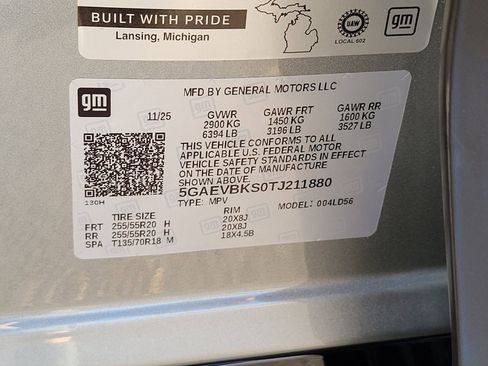 BUILT WITH PRIDE
Lansing, Michigan
UAW
LOCAL 602
gm
gm
MFD BY GENERAL MOTORS LLC
11/25
GVWR GAWR FRT GAWR RR
2900 KG 1450 KG 1600 KG
6394 LB 3196 LB 3527 LB
THIS VEHICLE CONFORMS TO ALL
APPLICABLE U.S. FEDERAL MOTOR
VEHICLE SAFETY STANDARDS IN EFFECT
ON THE DATE OF MANUFACTURE
SHOWN ABOVE.
5GAEVBKS0TJ211880
TYPE: MPV MODEL: 004LD56
130H
TIRE SIZE RIM
FRT 255/55R20 H 20X8J
RR 255/55R20 H 20X8J
SPA T135/70R18 M 18X4.5B